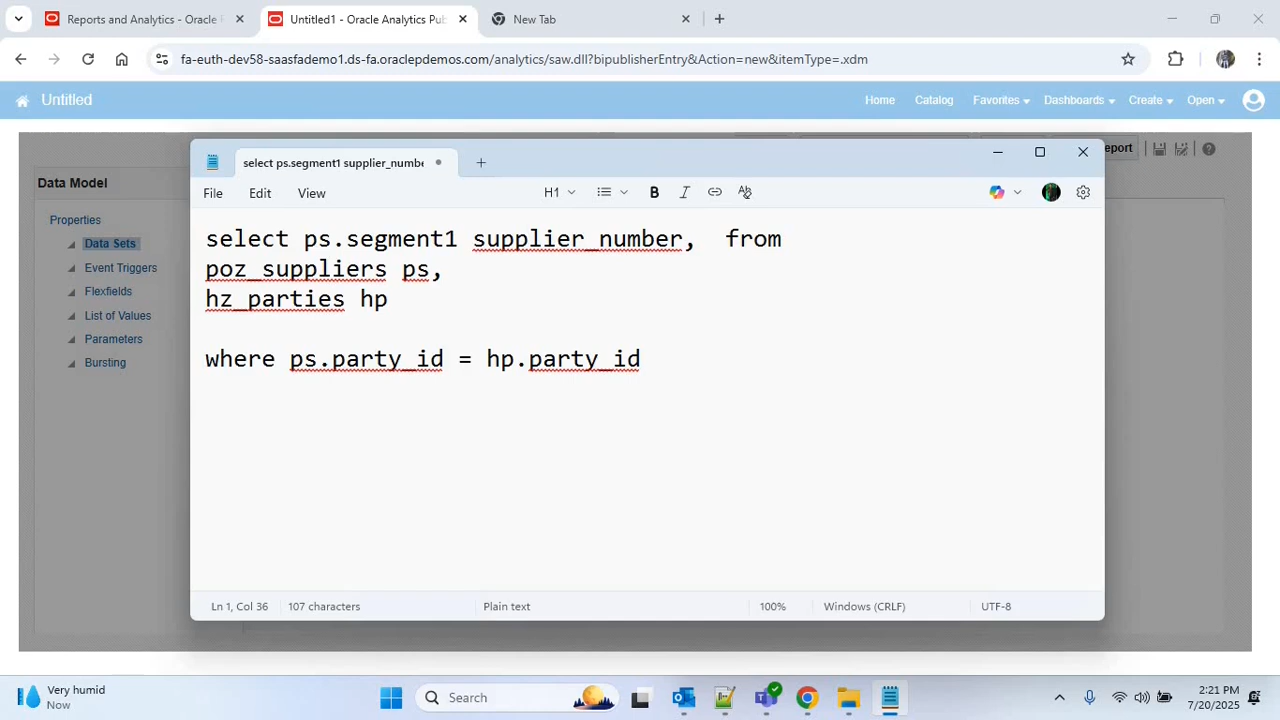 Reports and Analytics - Oracle F
Untitled1 - Oracle Analytics Pub
New Tab
fa-euth-dev58-saasfademo1.ds-fa.oraclepdemos.com/analytics/saw.dll?bipublisherEntry&Action=new&itemType=.xdm
Untitled
Home Catalog Favorites Dashboards Create Open
Data Model
Properties
Data Sets
Event Triggers
Flexfields
List of Values
Parameters
Bursting
select ps.segment1 supplier_numbe
File Edit View
H1 B I
select ps.segment1 supplier_number, from
poz_suppliers ps,
hz_parties hp
where ps.party_id = hp.party_id
Ln 1, Col 36 107 characters Plain text 100% Windows (CRLF) UTF-8
Very humid
Now
Search
2:21 PM
7/20/2025